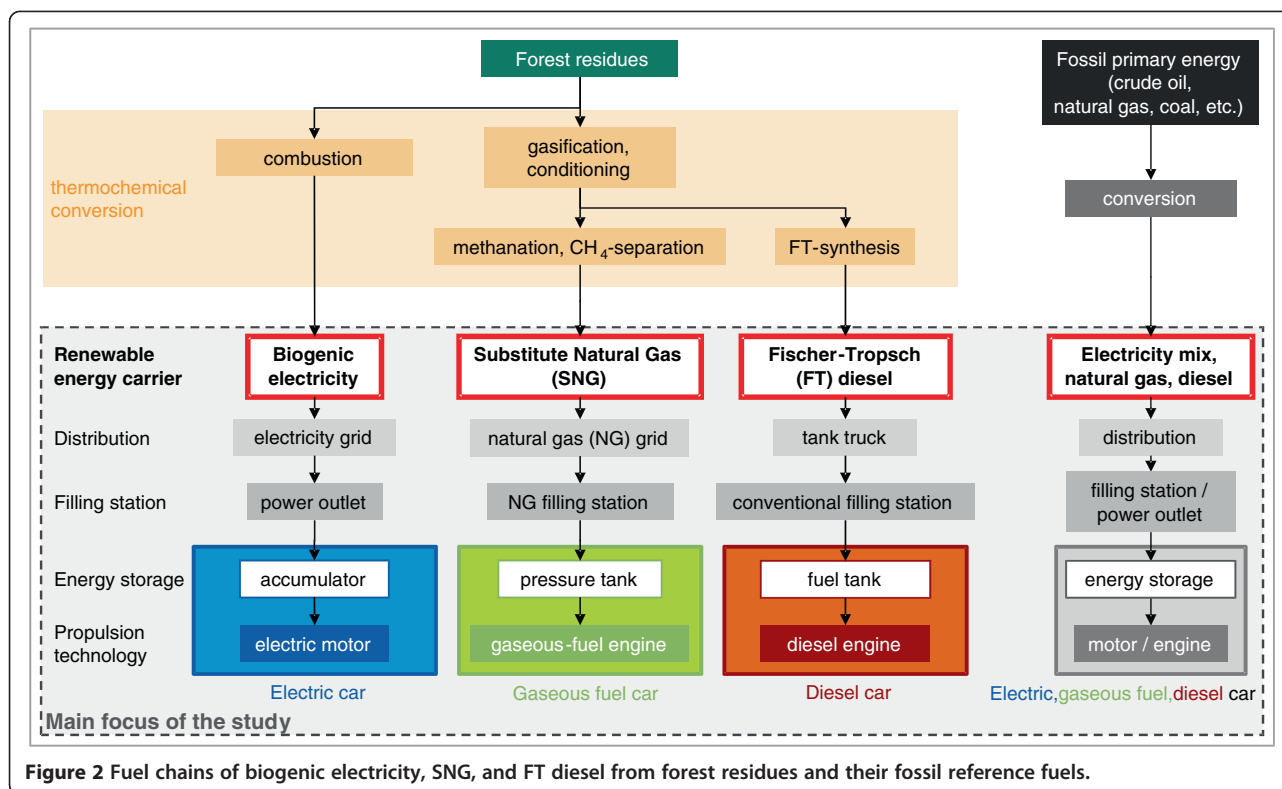 Forest residues
Fossil primary energy
(crude oil,
natural gas, coal, etc.)
thermochemical
conversion
combustion
gasification,
conditioning
conversion
methanation, CH₄-separation
FT-synthesis
Renewable
energy carrier
Biogenic
electricity
Substitute Natural Gas
(SNG)
Fischer-Tropsch
(FT) diesel
Electricity mix,
natural gas, diesel
Distribution
electricity grid
natural gas (NG) grid
tank truck
distribution
Filling station
power outlet
NG filling station
conventional filling station
filling station /
power outlet
Energy storage
accumulator
pressure tank
fuel tank
energy storage
Propulsion
technology
electric motor
gaseous-fuel engine
diesel engine
motor / engine
Electric car
Gaseous fuel car
Diesel car
Electric,gaseous fuel,diesel car
Main focus of the study
Figure 2 Fuel chains of biogenic electricity, SNG, and FT diesel from forest residues and their fossil reference fuels.